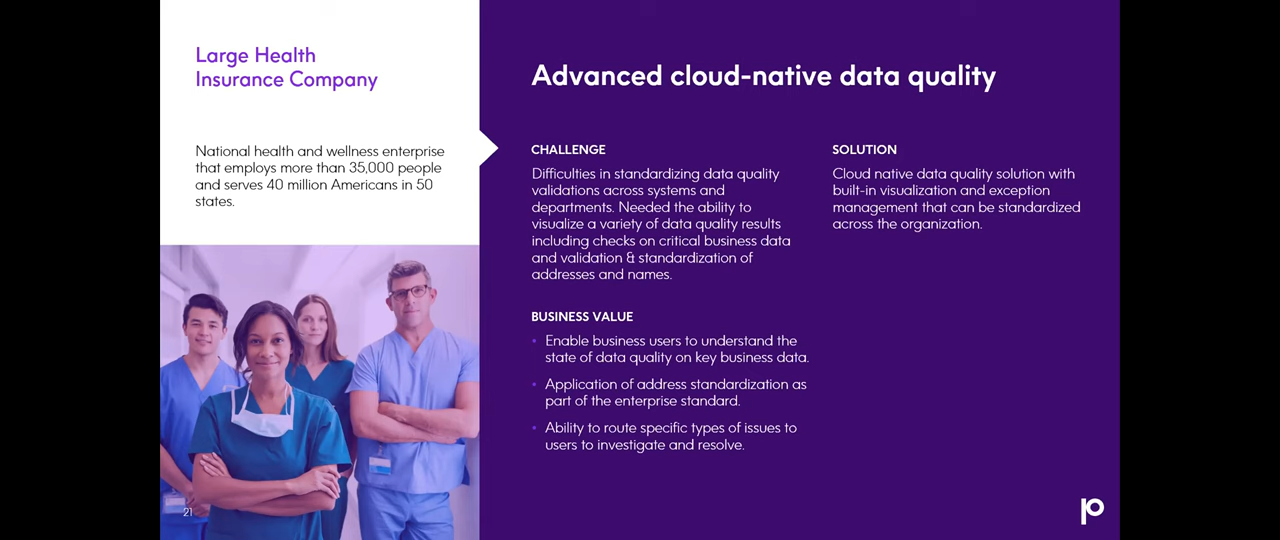 Large Health
Insurance Company
National health and wellness enterprise
that employs more than 35,000 people
and serves 40 million Americans in 50
states.
21
Advanced cloud-native data quality
CHALLENGE
Difficulties in standardizing data quality
validations across systems and
departments. Needed the ability to
visualize a variety of data quality results
including checks on critical business data
and validation & standardization of
addresses and names.
SOLUTION
Cloud native data quality solution with
built-in visualization and exception
management that can be standardized
across the organization.
BUSINESS VALUE
• Enable business users to understand the
state of data quality on key business data.
• Application of address standardization as
part of the enterprise standard.
• Ability to route specific types of issues to
users to investigate and resolve.
p